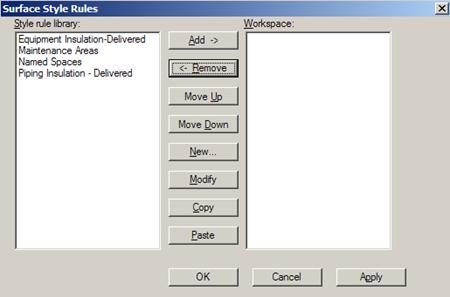 Surface Style Rules
Style rule library:
Workspace:
Equipment Insulation-Delivered
Maintenance Areas
Named Spaces
Piping Insulation - Delivered
Add ->
<- Remove
Move Up
Move Down
New...
Modify
Copy
Paste
OK
Cancel
Apply